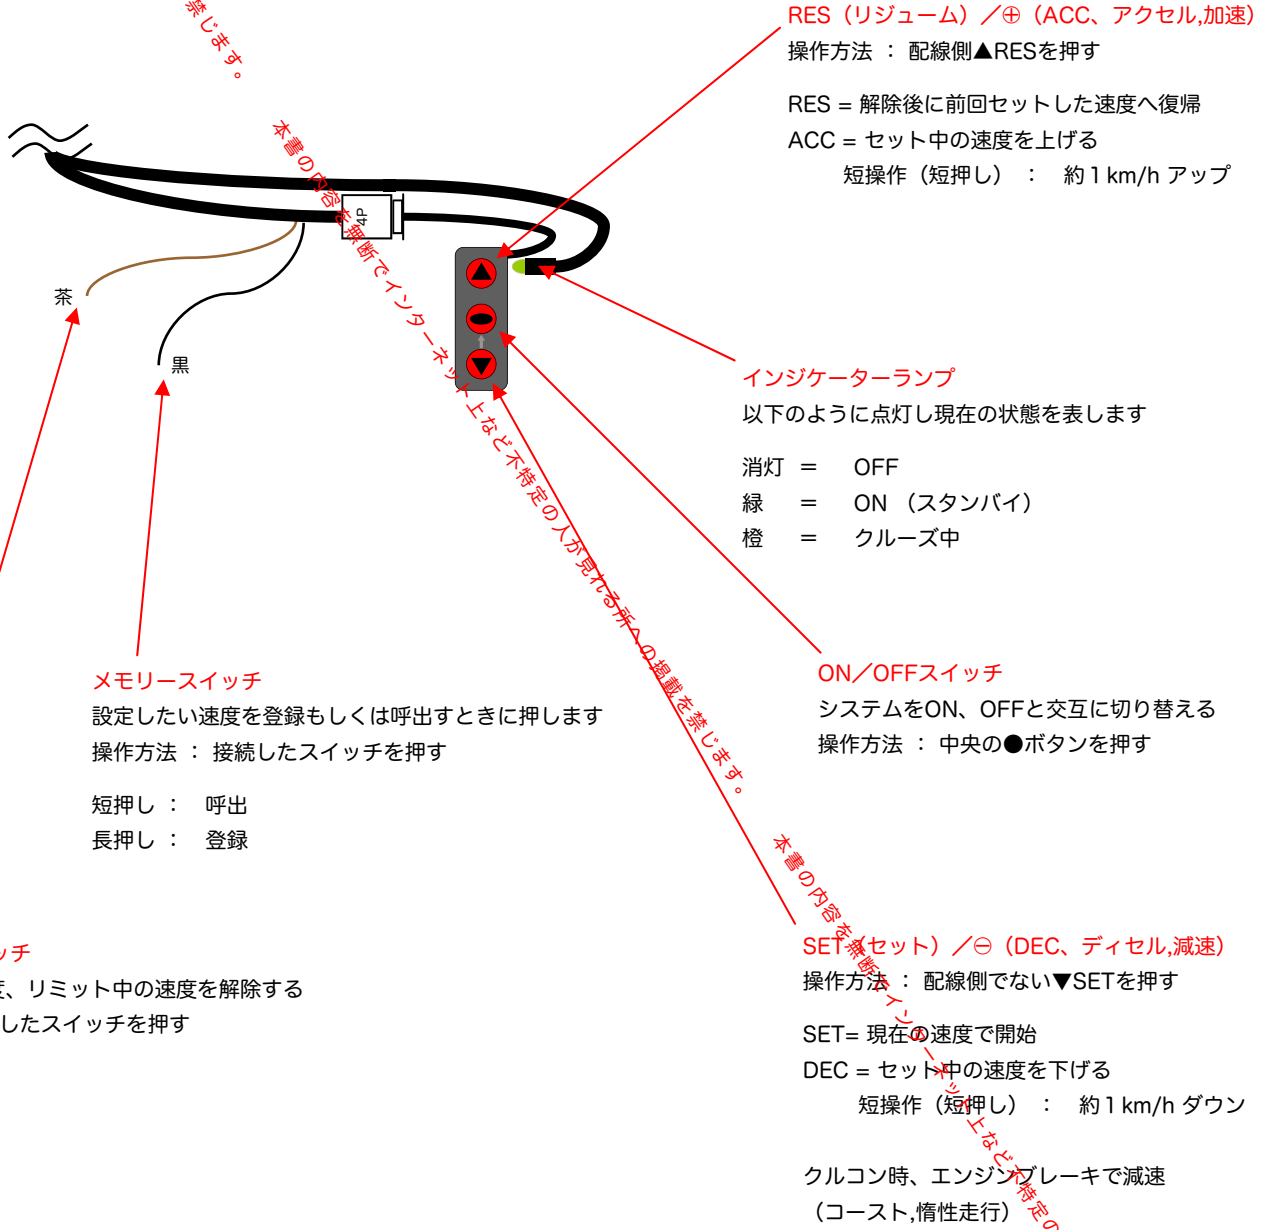 禁じます。
RES（リジューム）／⊕（ACC、アクセル,加速）
操作方法 ： 配線側▲RESを押す
RES = 解除後に前回セットした速度へ復帰
ACC = セット中の速度を上げる
短操作（短押し） ： 約１km/h アップ
本書の内容を無断でインターネット上など不特定の人が見れる所への掲載を禁じます。
4P
茶
黒
インジケーターランプ
以下のように点灯し現在の状態を表します
消灯 ＝ OFF
緑 ＝ ON （スタンバイ）
橙 ＝ クルーズ中
メモリースイッチ
設定したい速度を登録もしくは呼出すときに押します
操作方法 ： 接続したスイッチを押す
短押し ： 呼出
長押し ： 登録
ON／OFFスイッチ
システムをON、OFFと交互に切り替える
操作方法 ： 中央の●ボタンを押す
ッチ
、リミット中の速度を解除する
したスイッチを押す
本書の内容を無断でインターネット上など不特定の
SET（セット）／⊖（DEC、ディセル,減速）
操作方法 ： 配線側でない▼SETを押す
SET= 現在の速度で開始
DEC = セット中の速度を下げる
短操作（短押し） ： 約１km/h ダウン
クルコン時、エンジンブレーキで減速
（コースト,惰性走行）